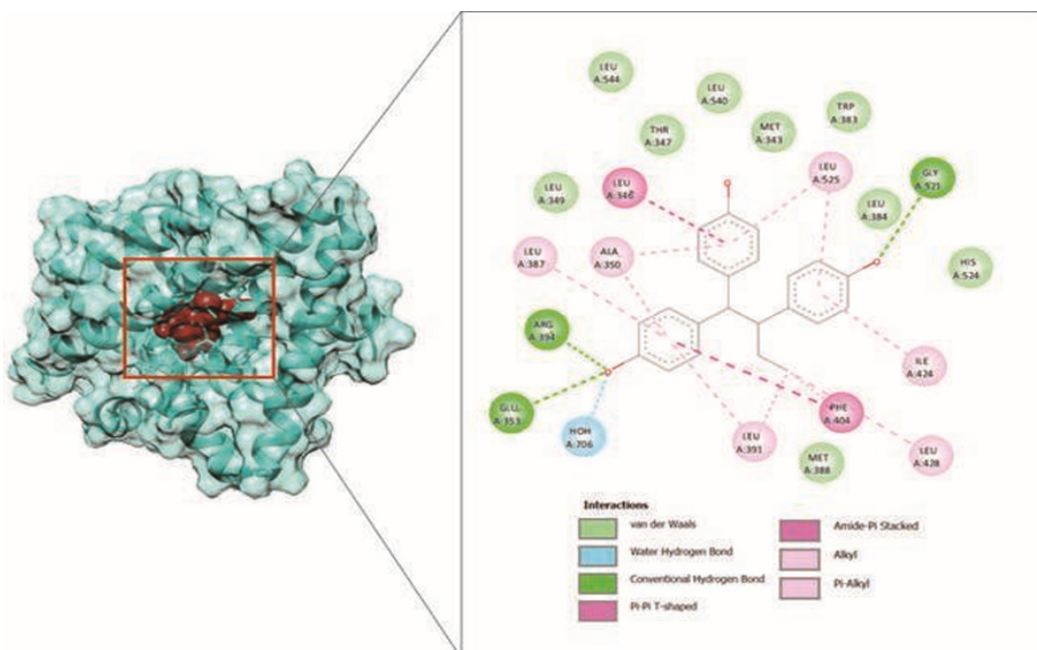 LEU
A:544
LEU
A:540
TRP
A:383
THR
A:347
MET
A:343
LEU
A:525
GLY
A:521
LEU
A:349
LEU
A:346
LEU
A:384
LEU
A:387
ALA
A:350
HIS
A:524
ARG
A:394
ILE
A:424
GLU
A:353
HOH
A:706
PHE
A:404
LEU
A:391
MET
A:388
LEU
A:428
Interactions
van der Waals
Water Hydrogen Bond
Conventional Hydrogen Bond
Pi-Pi T-shaped
Amide-Pi Stacked
Alkyl
Pi-Alkyl